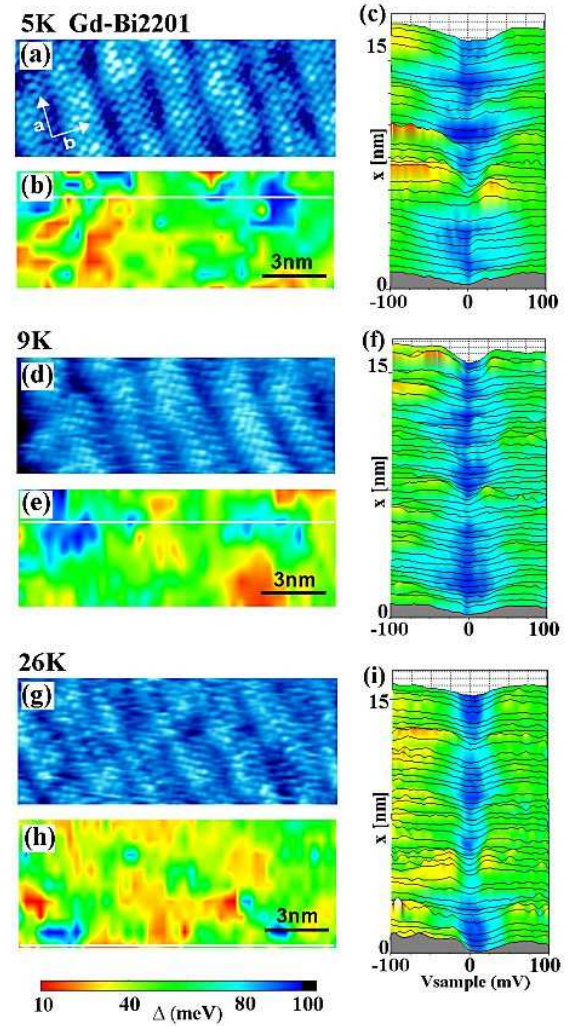 5K Gd-Bi2201
(a)
a
b
(b)
3nm
(c)
15
x [nm]
0
-100 0 100
9K
(d)
(e)
3nm
(f)
15
x [nm]
0
-100 0 100
26K
(g)
(h)
3nm
(i)
15
x [nm]
0
-100 0 100
Vsample (mV)
10 40 80 100
Δ (meV)